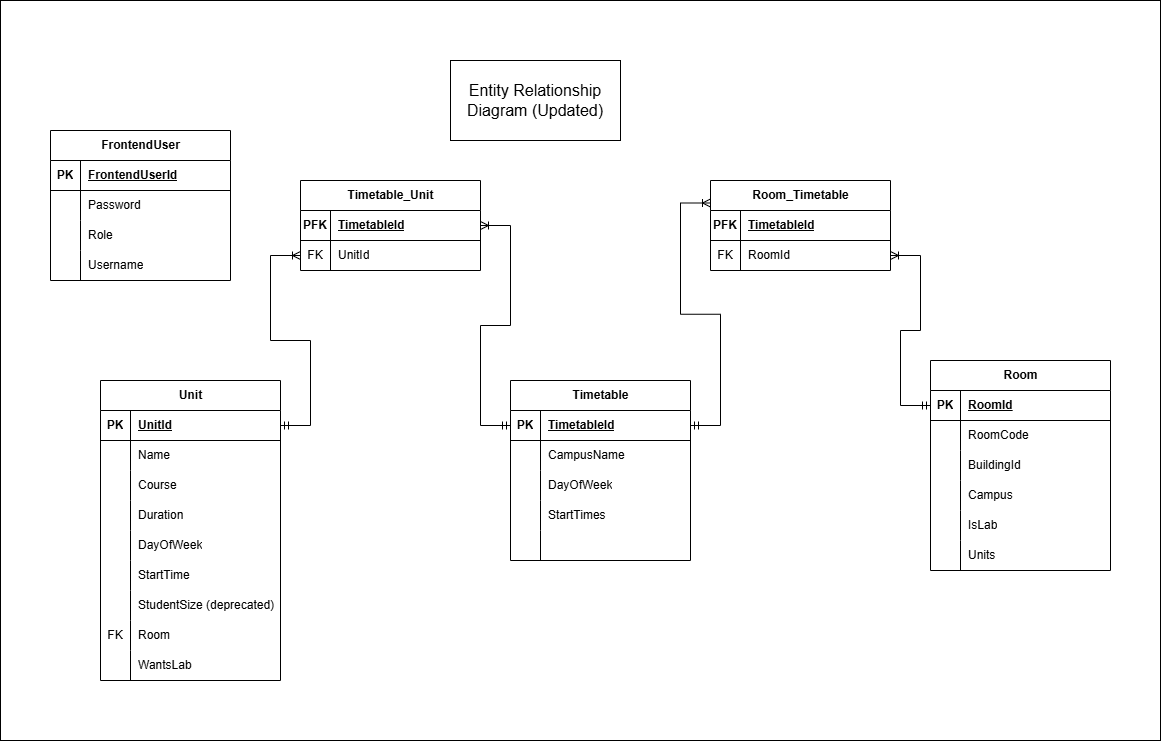 Entity Relationship
Diagram (Updated)
FrontendUser
PK FrontendUserId
Password
Role
Username
Timetable_Unit
PFK TimetableId
FK UnitId
Room_Timetable
PFK TimetableId
FK RoomId
Unit
PK UnitId
Name
Course
Duration
DayOfWeek
StartTime
StudentSize (deprecated)
FK Room
WantsLab
Timetable
PK TimetableId
CampusName
DayOfWeek
StartTimes
Room
PK RoomId
RoomCode
BuildingId
Campus
IsLab
Units